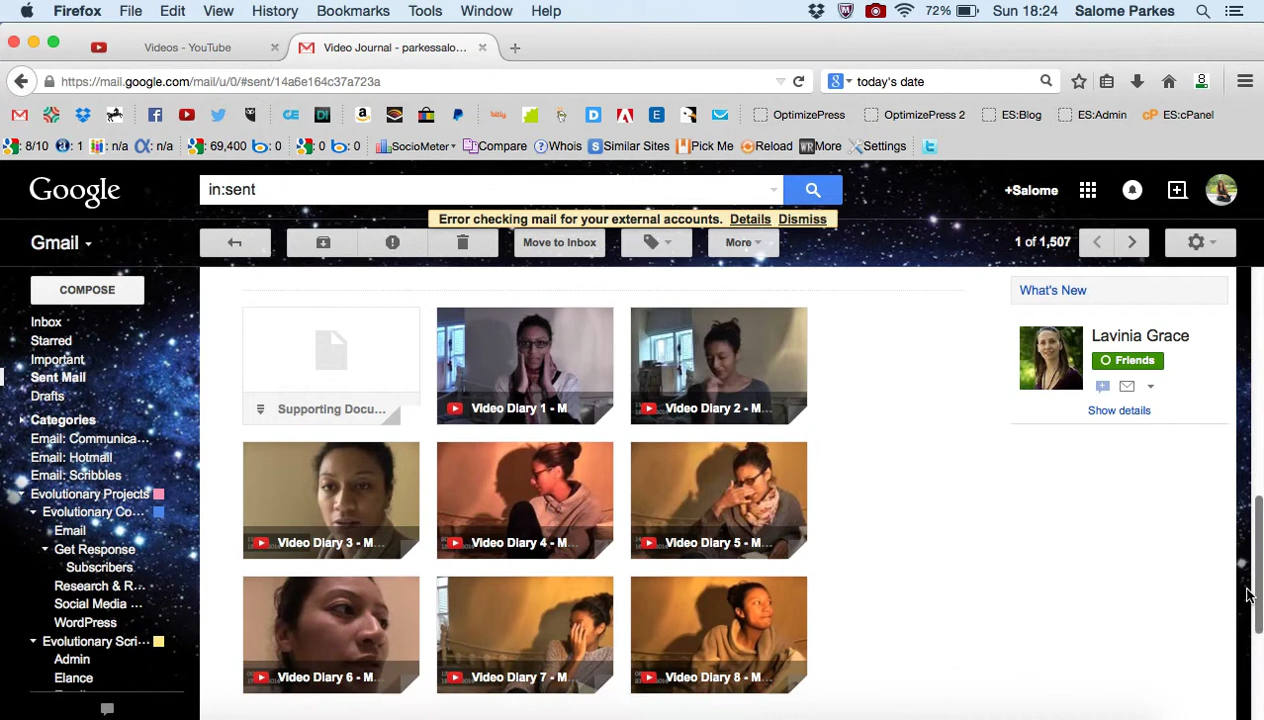 Firefox File Edit View History Bookmarks Tools Window Help 72% Sun 18:24 Salome Parkes
Videos - YouTube Video Journal - parkessalo...
https://mail.google.com/mail/u/0/#sent/14a6e164c37a723a today's date
OptimizePress OptimizePress 2 ES:Blog ES:Admin cP ES:cPanel
8/10 1 n/a n/a 69,400 0 0 0 SocioMeter Compare Whois Similar Sites Pick Me Reload More Settings
Google in:sent +Salome
Error checking mail for your external accounts. Details Dismiss
Gmail Move to Inbox More 1 of 1,507
COMPOSE
Inbox
Starred
Important
Sent Mail
Drafts
Categories
Email: Communica...
Email: Hotmail
Email: Scribbles
Evolutionary Projects
Evolutionary Co...
Email
Get Response
Subscribers
Research & R...
Social Media ...
WordPress
Evolutionary Scri...
Admin
Elance
Supporting Docu...
Video Diary 1 - M
Video Diary 2 - M...
Video Diary 3 - M...
Video Diary 4 - M...
Video Diary 5 - M...
Video Diary 6 - M...
Video Diary 7 - M...
Video Diary 8 - M...
What's New
Lavinia Grace
Friends
Show details